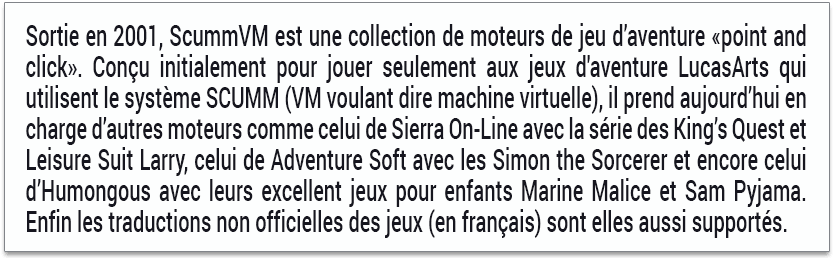 Sortie en 2001, ScummVM est une collection de moteurs de jeu d’aventure «point and
click». Conçu initialement pour jouer seulement aux jeux d'aventure LucasArts qui
utilisent le système SCUMM (VM voulant dire machine virtuelle), il prend aujourd’hui en
charge d’autres moteurs comme celui de Sierra On-Line avec la série des King’s Quest et
Leisure Suit Larry, celui de Adventure Soft avec les Simon the Sorcerer et encore celui
d’Humongous avec leurs excellent jeux pour enfants Marine Malice et Sam Pyjama.
Enfin les traductions non officielles des jeux (en français) sont elles aussi supportés.